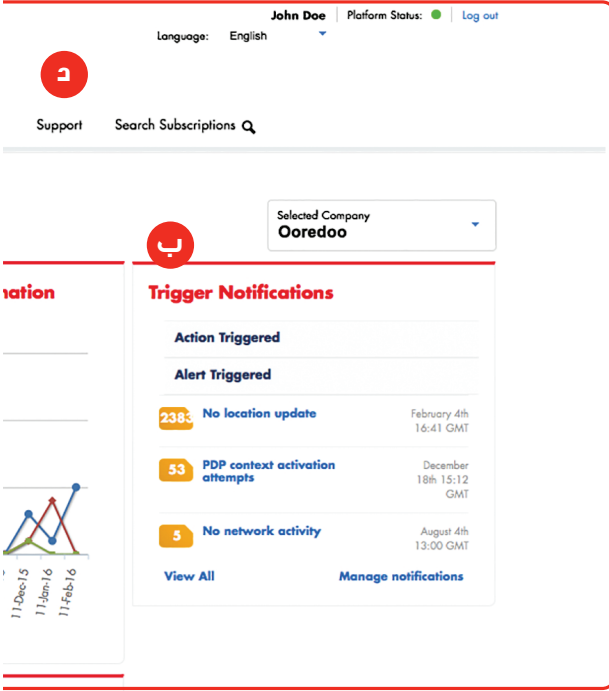 John Doe Platform Status: Log out
Language: English
د
Support Search Subscriptions
Selected Company
Ooredoo
ب
nation
Trigger Notifications
Action Triggered
Alert Triggered
2383 No location update February 4th
16:41 GMT
53 PDP context activation
attempts
December
18th 15:12
GMT
5 No network activity August 4th
13:00 GMT
View All Manage notifications
11-Dec-15
11-Jan-16
11-Feb-16